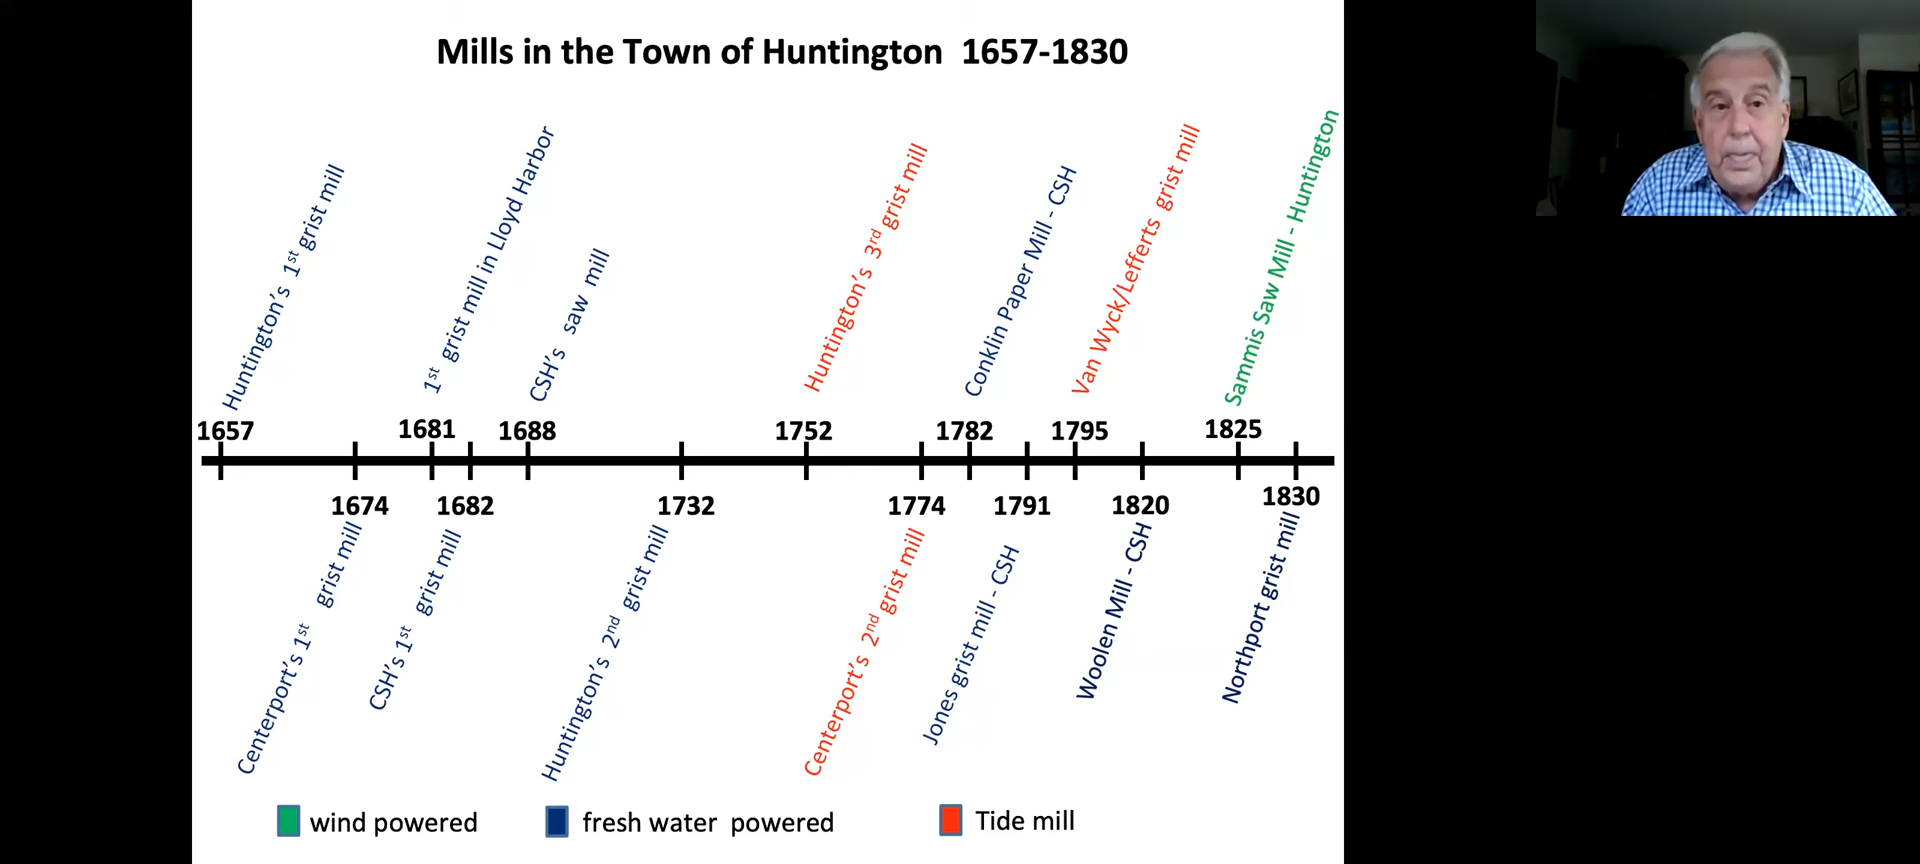 Mills in the Town of Huntington 1657-1830
Huntington's 1st grist mill
1st grist mill in Lloyd Harbor
CSH's saw mill
Huntington's 3rd grist mill
Conklin Paper Mill - CSH
Van Wyck/Lefferts grist mill
Sammis Saw Mill - Huntington
1657 1681 1688 1752 1782 1795 1825
1674 1682 1732 1774 1791 1820 1830
Centerport's 1st grist mill
CSH's 1st grist mill
Huntington's 2nd grist mill
Centerport's 2nd grist mill
Jones grist mill - CSH
Woolen Mill - CSH
Northport grist mill
wind powered fresh water powered Tide mill